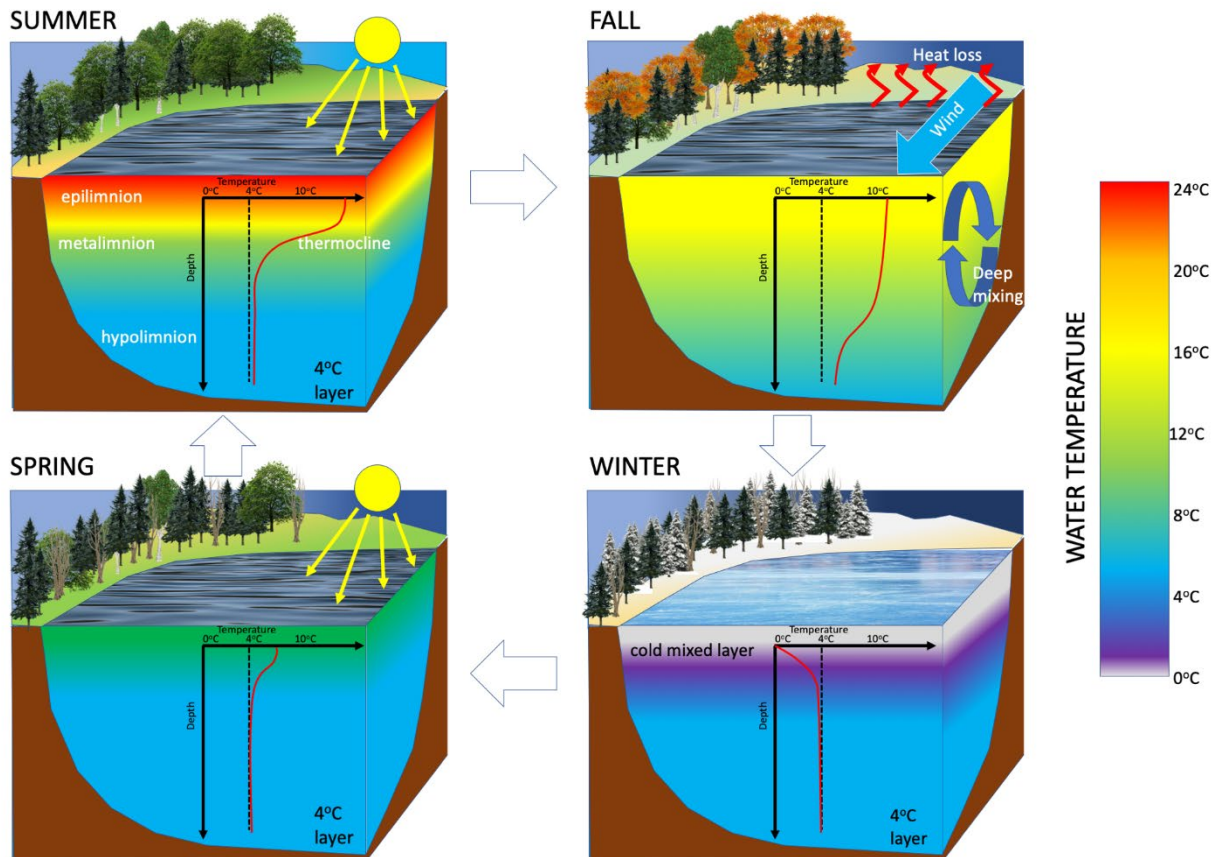 SUMMER
Temperature
0°C 4°C 10°C
epilimnion
metalimnion
thermocline
Depth
hypolimnion
4°C
layer
FALL
Heat loss
Wind
Temperature
0°C 4°C 10°C
Depth
Deep
mixing
SPRING
Temperature
0°C 4°C 10°C
Depth
4°C
layer
WINTER
Temperature
0°C 4°C 10°C
cold mixed layer
Depth
4°C
layer
WATER TEMPERATURE
24°C
20°C
16°C
12°C
8°C
4°C
0°C